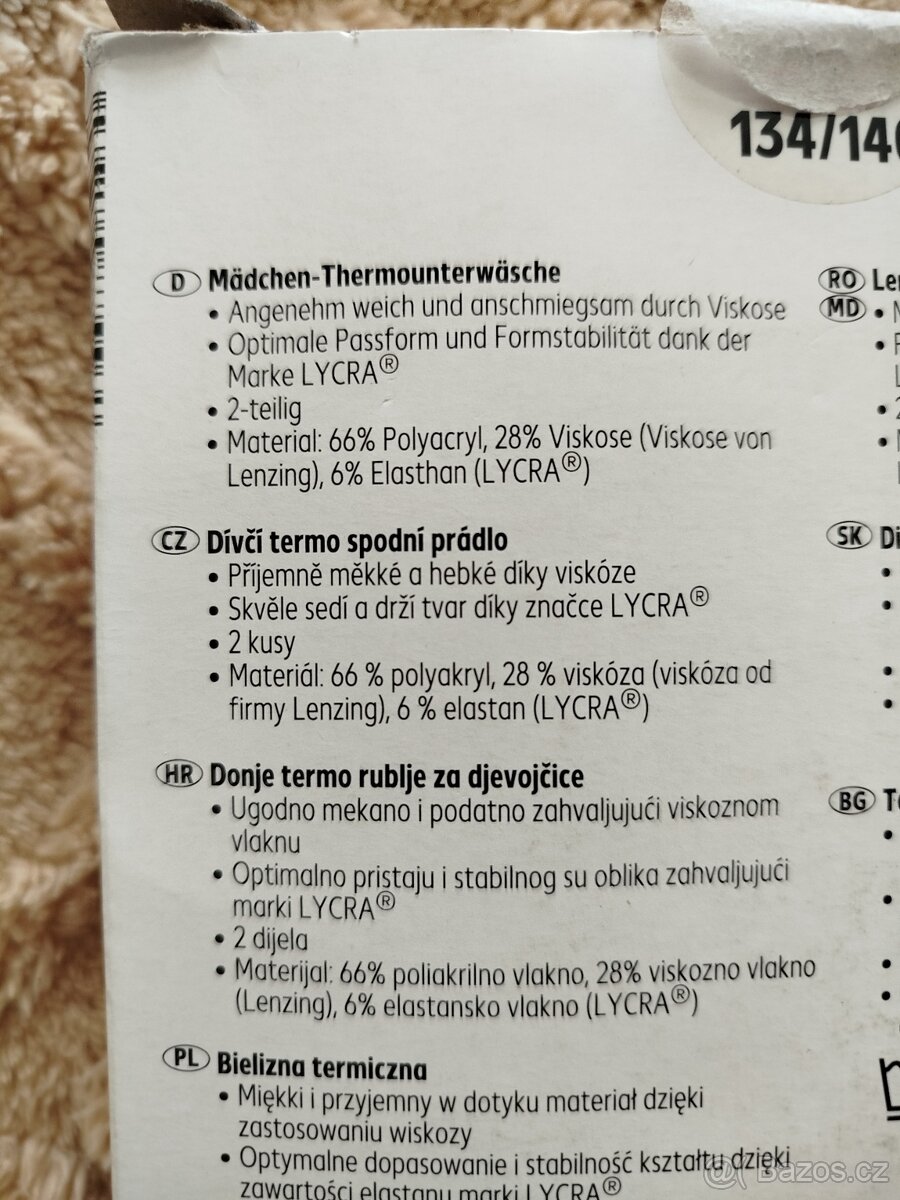 134/140
D Mädchen-Thermounterwäsche
• Angenehm weich und anschmiegsam durch Viskose
• Optimale Passform und Formstabilität dank der
Marke LYCRA®
• 2-teilig
• Material: 66% Polyacryl, 28% Viskose (Viskose von
Lenzing), 6% Elasthan (LYCRA®)
CZ Dívčí termo spodní prádlo
• Příjemně měkké a hebké díky viskóze
• Skvěle sedí a drží tvar díky značce LYCRA®
• 2 kusy
• Materiál: 66 % polyakryl, 28 % viskóza (viskóza od
firmy Lenzing), 6 % elastan (LYCRA®)
HR Donje termo rublje za djevojčice
• Ugodno mekano i podatno zahvaljujući viskoznom
vlaknu
• Optimalno pristaju i stabilnog su oblika zahvaljujući
marki LYCRA®
• 2 dijela
• Materijal: 66% poliakrilno vlakno, 28% viskozno vlakno
(Lenzing), 6% elastansko vlakno (LYCRA®)
PL Bielizna termiczna
• Miękki i przyjemny w dotyku materiał dzięki
zastosowaniu wiskozy
• Optymalne dopasowanie i stabilność kształtu dzięki
zawartości elastanu marki LYCRA®
RO
MD
SK
BG
@Bazos.cz